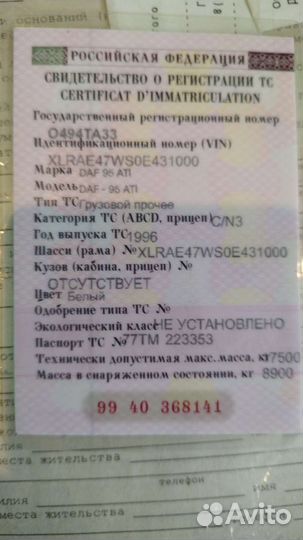 РОССИЙСКАЯ ФЕДЕРАЦИЯ
СВИДЕТЕЛЬСТВО О РЕГИСТРАЦИИ ТС
CERTIFICAT D'IMMATRICULATION
Государственный регистрационный номер
О494ТА33
Идентификационный номер (VIN)
XLRAE47WS0E431000
Марка DAF 95 ATI
Модель DAF - 95 ATI
Тип ТС Грузовой прочее
Категория ТС (ABCD, прицеп) C/N3
Год выпуска ТС 1996
Шасси (рама) № XLRAE47WS0E431000
Кузов (кабина, прицеп) №
ОТСУТСТВУЕТ
Цвет Белый
Одобрение типа ТС №
Экологический класс НЕ УСТАНОВЛЕНО
Паспорт ТС № 77ТМ 223353
Технически допустимая макс. масса, кг 7500
Масса в снаряженном состоянии, кг 8900
99 40 368141
места жительства
телефон
имя
места жительства
Avito